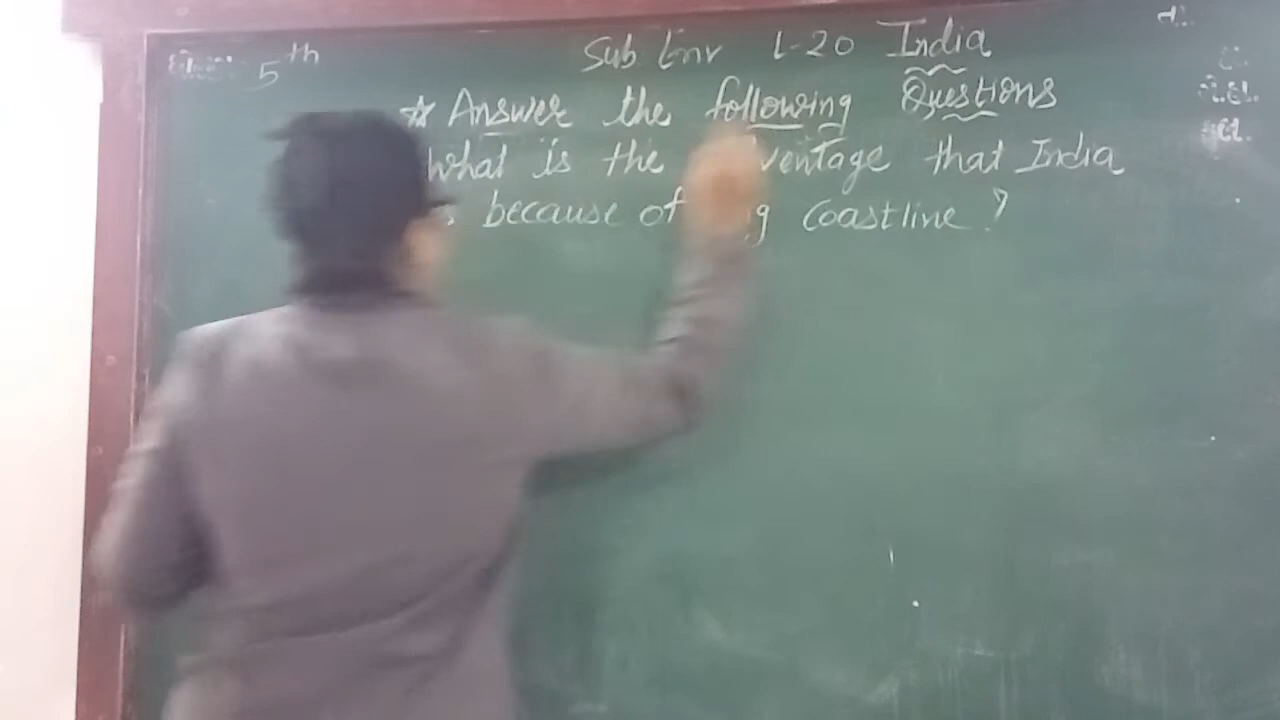 5th
Sub Env L-20 India
☆ Answer the following Questions
What is the ventage that India
because of g Coastline?